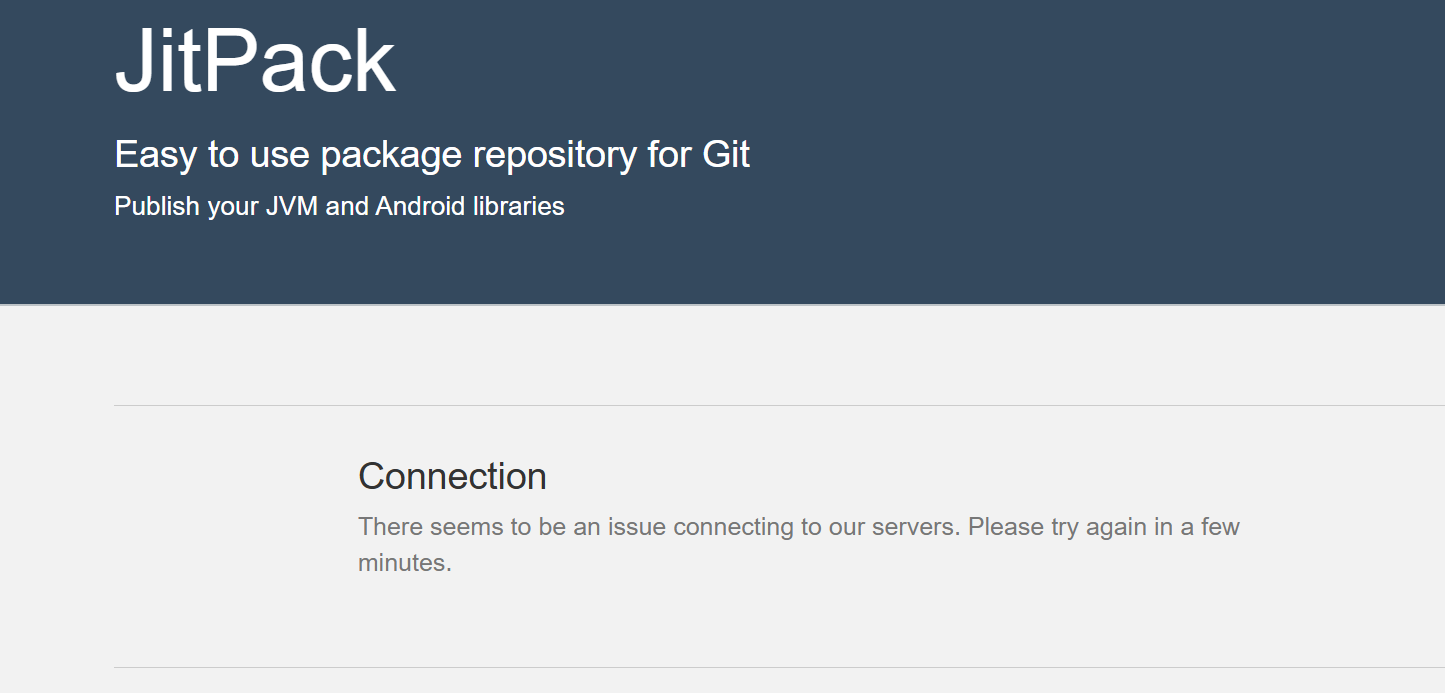 JitPack
Easy to use package repository for Git
Publish your JVM and Android libraries
Connection
There seems to be an issue connecting to our servers. Please try again in a few
minutes.